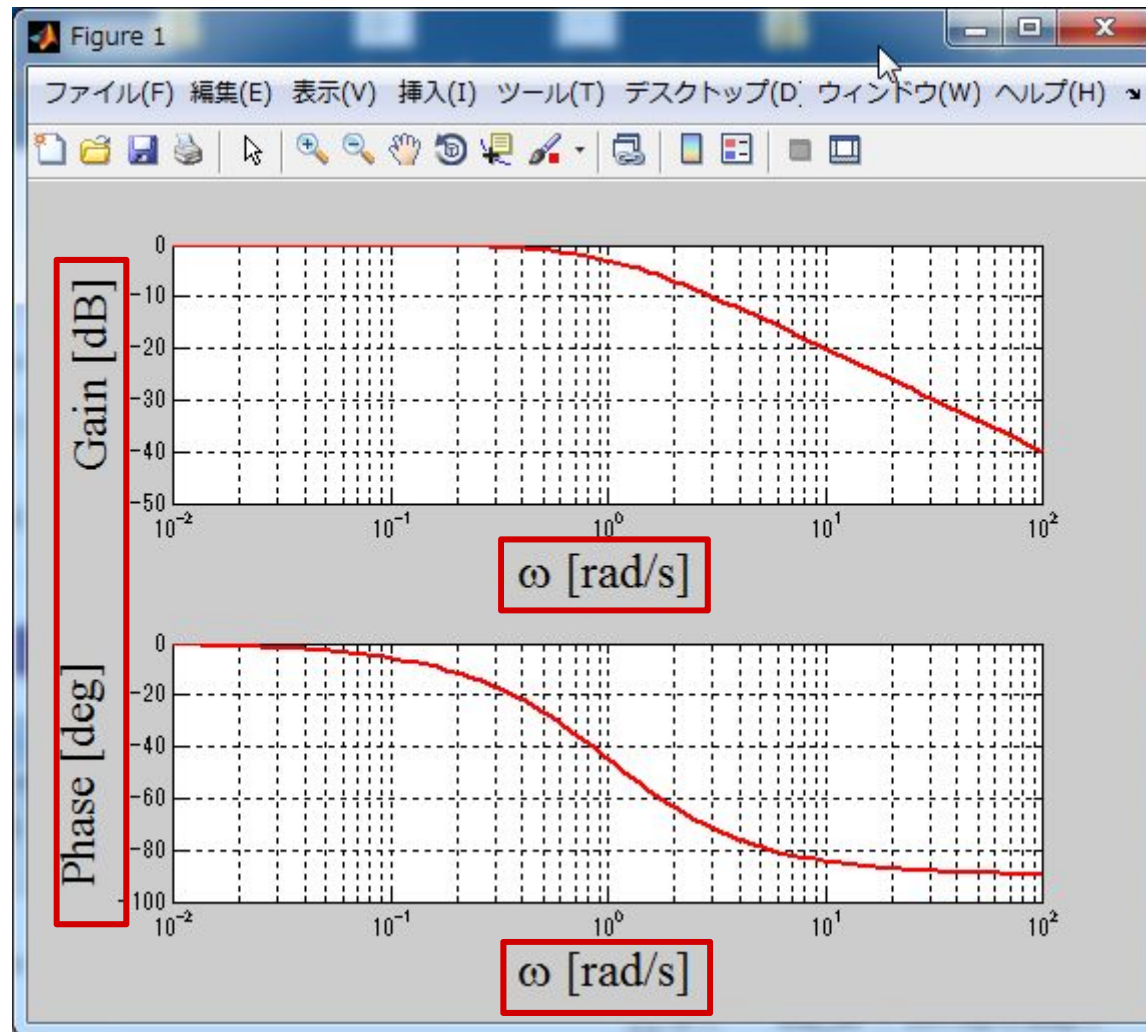 Figure 1
ファイル(F) 編集(E) 表示(V) 挿入(I) ツール(T) デスクトップ(D) ウィンドウ(W) ヘルプ(H)
Gain [dB]
0
-10
-20
-30
-40
-50
10⁻² 10⁻¹ 10⁰ 10¹ 10²
ω [rad/s]
Phase [deg]
0
-20
-40
-60
-80
-100
10⁻² 10⁻¹ 10⁰ 10¹ 10²
ω [rad/s]